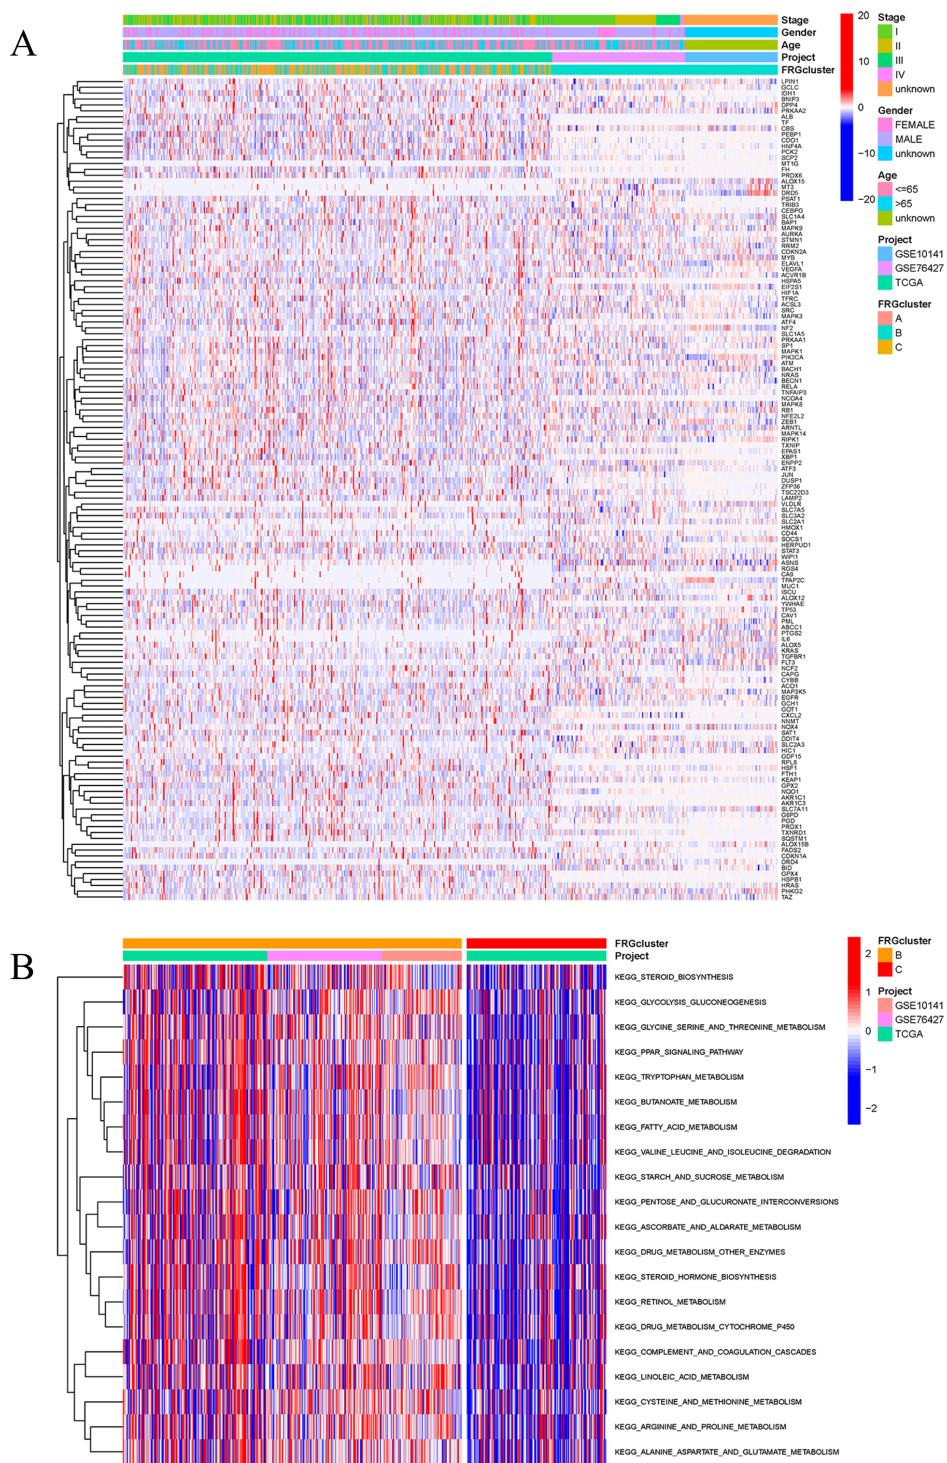 A
Stage
Gender
Age
Project
FRGcluster
LPIN1
GCLC
IDH1
BNIP3
DPP4
PRKAA2
ALB
TF
CBS
PEBP1
CDO1
HNF4A
PCK2
SCP2
MT1G
FH
PRDX6
ALOX15
MT3
DRD5
PSAT1
TRIB3
CEBPG
SLC1A4
BAP1
MAPK9
AURKA
STMN1
RRM2
CDKN2A
MYB
ELAVL1
VEGFA
ACVR1B
HSPA5
EIF2S1
HIF1A
TFRC
ACSL3
SRC
MAPK3
ATF4
NF2
SLC1A5
PRKAA1
SP1
MAPK1
PIK3CA
ATM
BACH1
NRAS
BECN1
RELA
TNFAIP3
NCOA4
MAPK8
RB1
NFE2L2
ZEB1
ARNTL
MAPK14
RIPK1
TXNIP
EPAS1
XBP1
ENPP2
ATF3
JUN
DUSP1
ZFP36
TSC22D3
LAMP2
VLDLR
SLC7A5
SLC3A2
SLC2A1
HMOX1
CD44
SOCS1
HERPUD1
STAT3
WIPI1
ASNS
RGS4
CA9
TFAP2C
MUC1
ISCU
ALOX12
YWHAE
TP53
CAV1
PML
ABCC1
PTGS2
IL6
ALOX5
KRAS
TGFBR1
FLT3
NCF2
CAPG
CYBB
ACO1
MAP3K5
EGFR
GCH1
GOT1
CXCL2
NNMT
NOX4
SAT1
DDIT4
SLC2A3
HIC1
GDF15
RPL8
HSF1
FTH1
KEAP1
GPX2
NQO1
AKR1C1
AKR1C3
SLC7A11
G6PD
PGD
PRDX1
TXNRD1
SQSTM1
ALOX15B
FADS2
CDKN1A
DRD4
BID
GPX4
HSPB1
HRAS
PHKG2
TAZ
20
10
0
−10
−20
Stage
I
II
III
IV
unknown
Gender
FEMALE
MALE
unknown
Age
<=65
>65
unknown
Project
GSE10141
GSE76427
TCGA
FRGcluster
A
B
C
B
FRGcluster
Project
KEGG_STEROID_BIOSYNTHESIS
KEGG_GLYCOLYSIS_GLUCONEOGENESIS
KEGG_GLYCINE_SERINE_AND_THREONINE_METABOLISM
KEGG_PPAR_SIGNALING_PATHWAY
KEGG_TRYPTOPHAN_METABOLISM
KEGG_BUTANOATE_METABOLISM
KEGG_FATTY_ACID_METABOLISM
KEGG_VALINE_LEUCINE_AND_ISOLEUCINE_DEGRADATION
KEGG_STARCH_AND_SUCROSE_METABOLISM
KEGG_PENTOSE_AND_GLUCURONATE_INTERCONVERSIONS
KEGG_ASCORBATE_AND_ALDARATE_METABOLISM
KEGG_DRUG_METABOLISM_OTHER_ENZYMES
KEGG_STEROID_HORMONE_BIOSYNTHESIS
KEGG_RETINOL_METABOLISM
KEGG_DRUG_METABOLISM_CYTOCHROME_P450
KEGG_COMPLEMENT_AND_COAGULATION_CASCADES
KEGG_LINOLEIC_ACID_METABOLISM
KEGG_CYSTEINE_AND_METHIONINE_METABOLISM
KEGG_ARGININE_AND_PROLINE_METABOLISM
KEGG_ALANINE_ASPARTATE_AND_GLUTAMATE_METABOLISM
2
1
0
−1
−2
FRGcluster
B
C
Project
GSE10141
GSE76427
TCGA